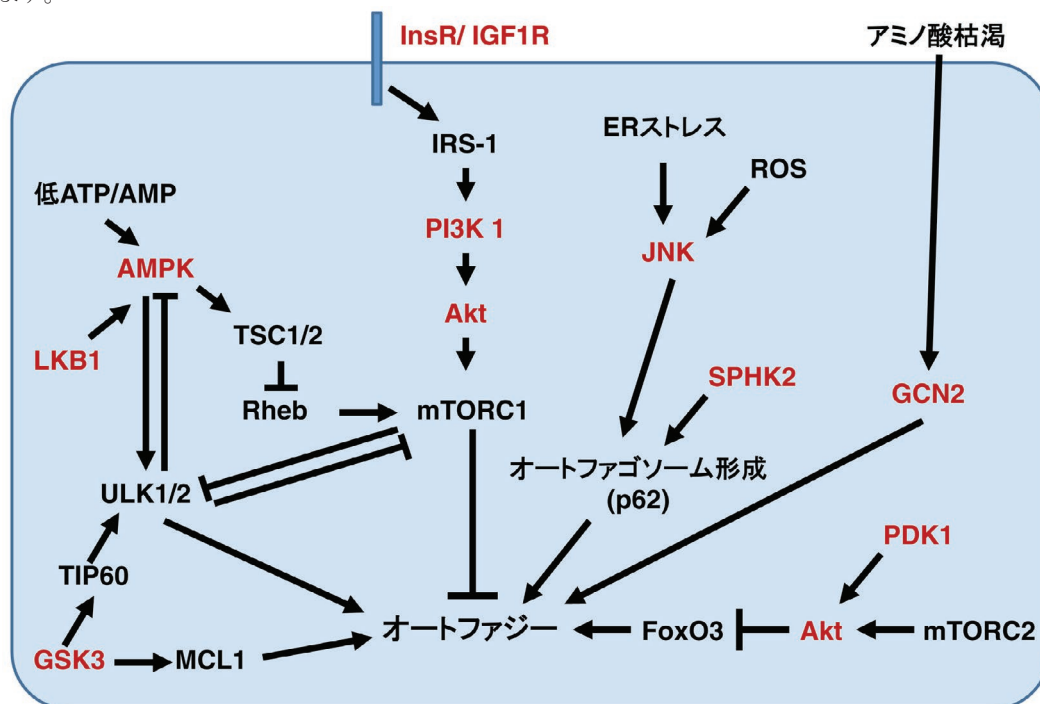 ます。
InsR/ IGF1R
アミノ酸枯渇
IRS-1
ERストレス
ROS
低ATP/AMP
PI3K 1
JNK
AMPK
Akt
TSC1/2
LKB1
SPHK2
GCN2
Rheb
mTORC1
オートファゴソーム形成
(p62)
ULK1/2
PDK1
TIP60
オートファジー
FoxO3
Akt
mTORC2
GSK3
MCL1